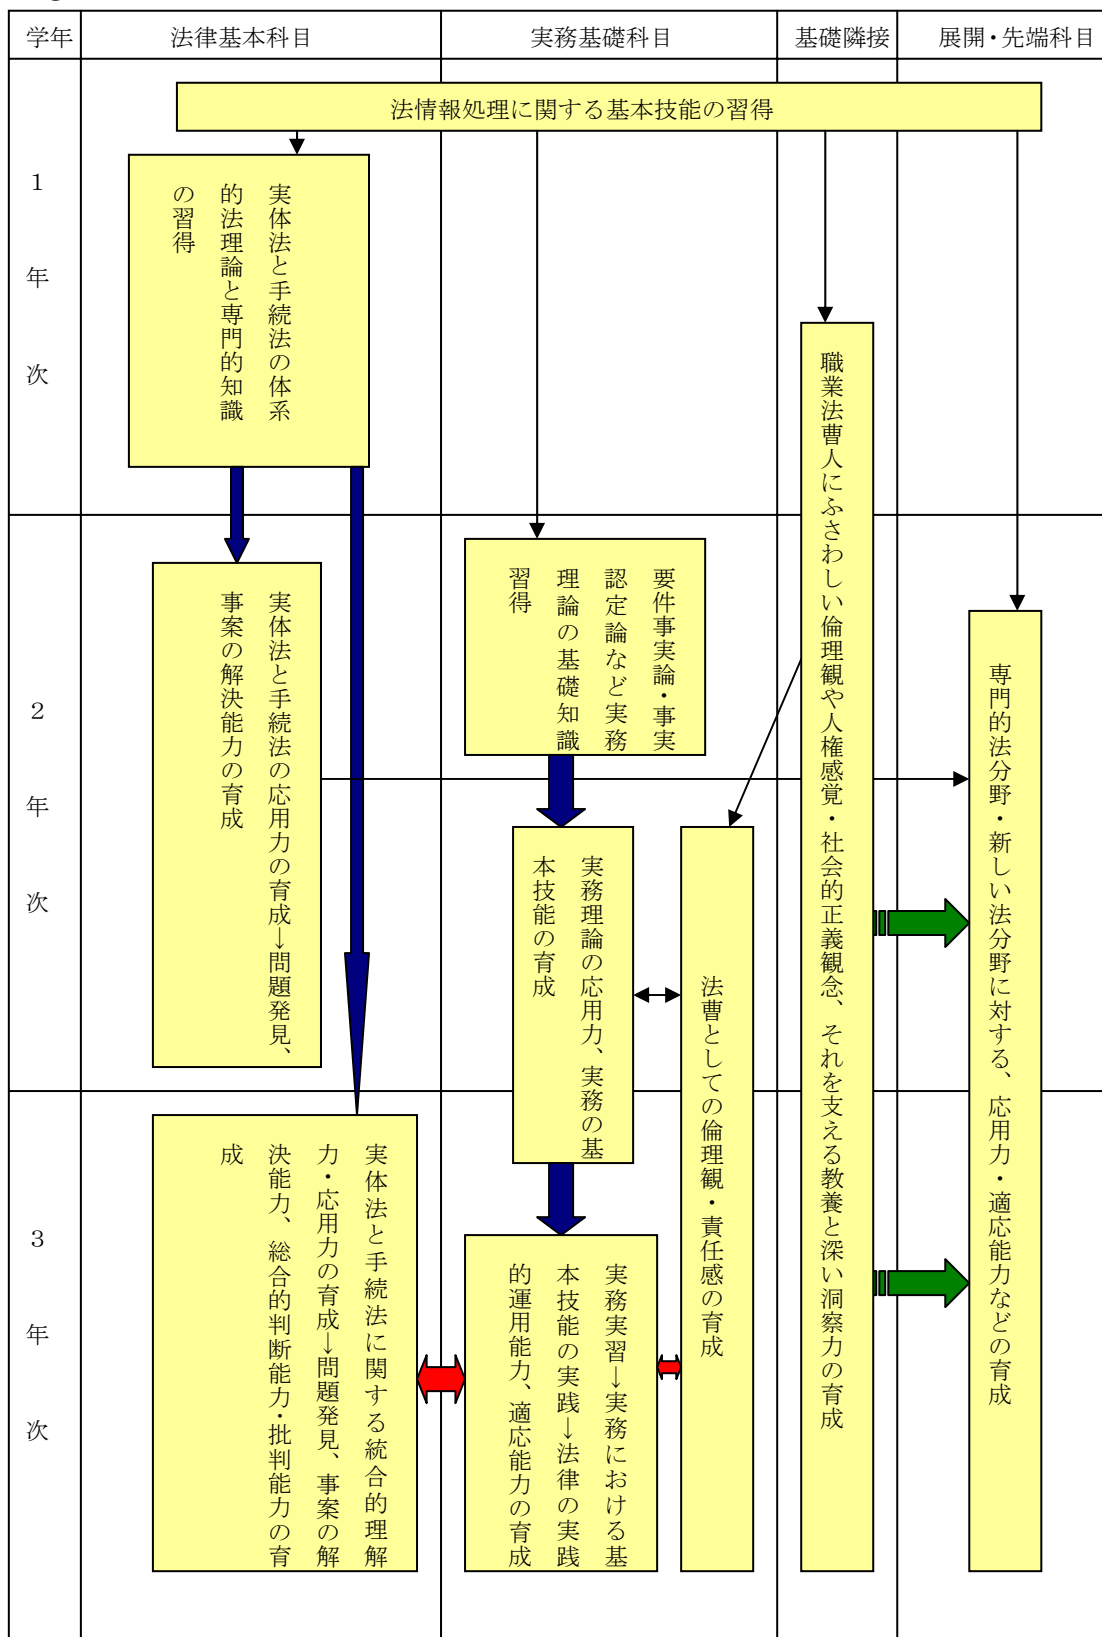 学年
法律基本科目
実務基礎科目
基礎隣接
展開・先端科目
法情報処理に関する基本技能の習得
1
年
次
実体法と手続法の体系
的法理論と専門的知識
の習得
職業法曹人にふさわしい倫理観や人権感覚・社会的正義観念、それを支える教養と深い洞察力の育成
2
年
次
実体法と手続法の応用力の育成→問題発見、
事案の解決能力の育成
要件事実論・事実
認定論など実務
理論の基礎知識
習得
専門的法分野・新しい法分野に対する、応用力・適応能力などの育成
実務理論の応用力、実務の基
本技能の育成
法曹としての倫理観・責任感の育成
3
年
次
実体法と手続法に関する統合的理解
力・応用力の育成→問題発見、事案の解
決能力、総合的判断能力・批判能力の育
成
実務実習→実務における基
本技能の実践→法律の実践
的運用能力、適応能力の育成